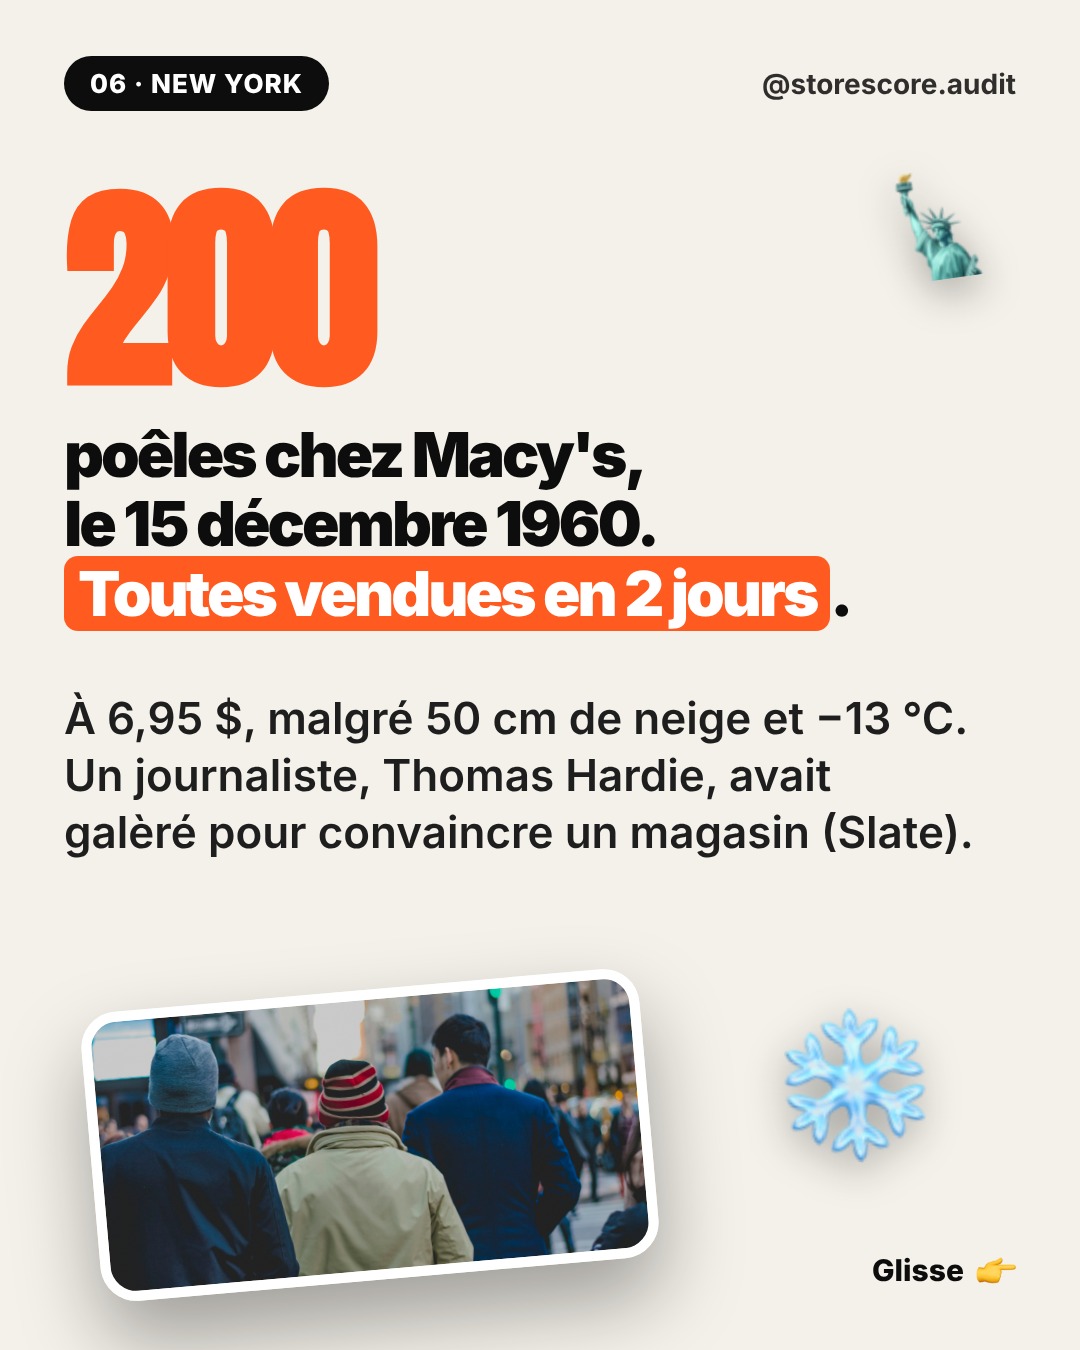 06 · NEW YORK
@storescore.audit
200
poêles chez Macy's,
le 15 décembre 1960.
Toutes vendues en 2 jours.
À 6,95 $, malgré 50 cm de neige et −13 °C.
Un journaliste, Thomas Hardie, avait
galèré pour convaincre un magasin (Slate).
Glisse 👉